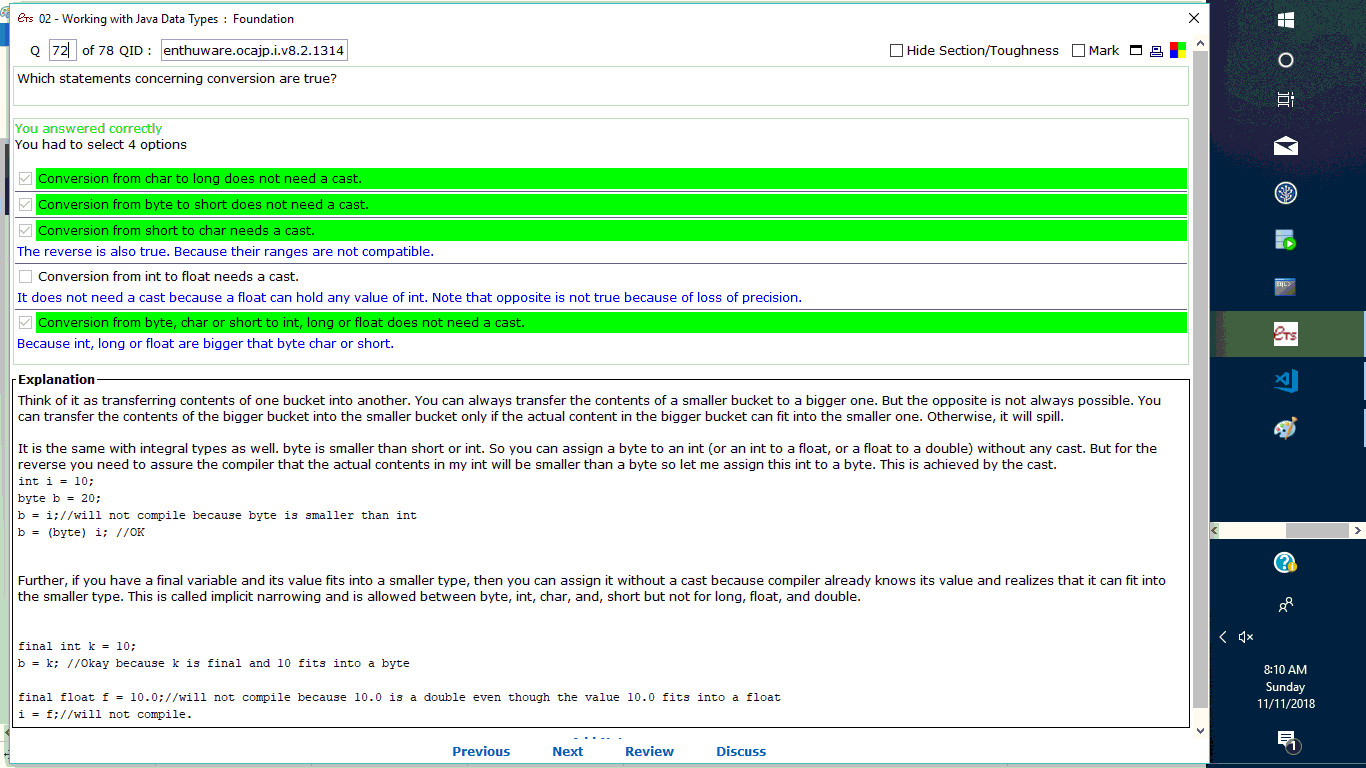 Ets 02 - Working with Java Data Types : Foundation
Q 72 of 78 QID : enthuware.ocajp.i.v8.2.1314 Hide Section/Toughness Mark
Which statements concerning conversion are true?
You answered correctly
You had to select 4 options
Conversion from char to long does not need a cast.
Conversion from byte to short does not need a cast.
Conversion from short to char needs a cast.
The reverse is also true. Because their ranges are not compatible.
Conversion from int to float needs a cast.
It does not need a cast because a float can hold any value of int. Note that opposite is not true because of loss of precision.
Conversion from byte, char or short to int, long or float does not need a cast.
Because int, long or float are bigger that byte char or short.
Explanation
Think of it as transferring contents of one bucket into another. You can always transfer the contents of a smaller bucket to a bigger one. But the opposite is not always possible. You
can transfer the contents of the bigger bucket into the smaller bucket only if the actual content in the bigger bucket can fit into the smaller one. Otherwise, it will spill.
It is the same with integral types as well. byte is smaller than short or int. So you can assign a byte to an int (or an int to a float, or a float to a double) without any cast. But for the
reverse you need to assure the compiler that the actual contents in my int will be smaller than a byte so let me assign this int to a byte. This is achieved by the cast.
int i = 10;
byte b = 20;
b = i;//will not compile because byte is smaller than int
b = (byte) i; //OK
Further, if you have a final variable and its value fits into a smaller type, then you can assign it without a cast because compiler already knows its value and realizes that it can fit into
the smaller type. This is called implicit narrowing and is allowed between byte, int, char, and, short but not for long, float, and double.
final int k = 10;
b = k; //Okay because k is final and 10 fits into a byte
final float f = 10.0;//will not compile because 10.0 is a double even though the value 10.0 fits into a float
i = f;//will not compile.
Previous Next Review Discuss
SQL>
Ets
8:10 AM
Sunday
11/11/2018
1